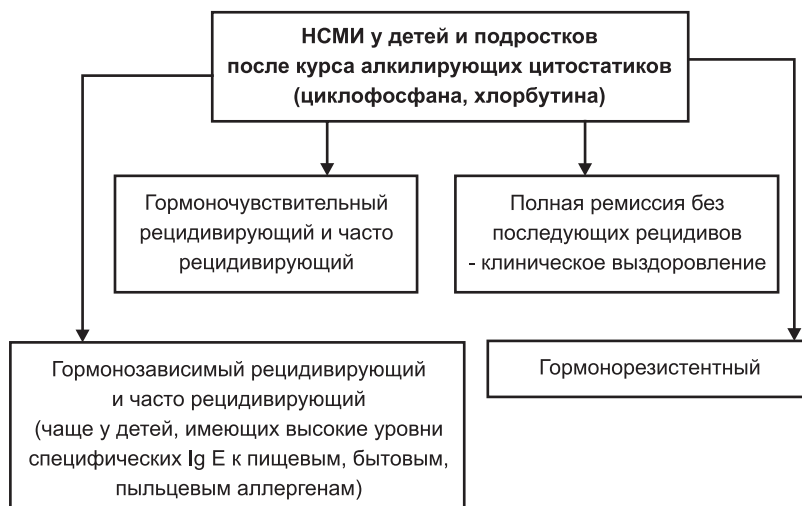 НСМИ у детей и подростков
после курса алкилирующих цитостатиков
(циклофосфана, хлорбутина)
Гормоночувствительный
рецидивирующий и часто
рецидивирующий
Полная ремиссия без
последующих рецидивов
- клиническое выздоровление
Гормонозависимый рецидивирующий
и часто рецидивирующий
(чаще у детей, имеющих высокие уровни
специфических Ig E к пищевым, бытовым,
пыльцевым аллергенам)
Гормонорезистентный